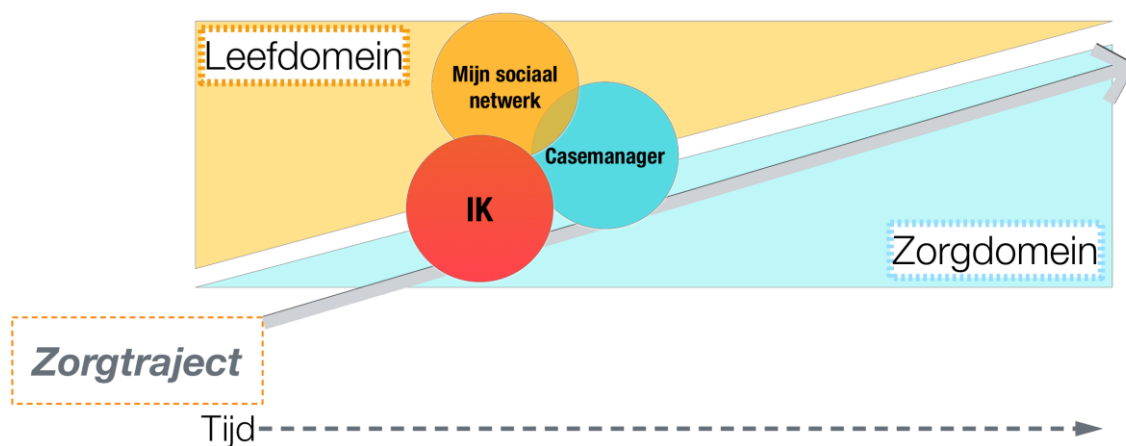 Leefdomein
Mijn sociaal
netwerk
Casemanager
IK
Zorgdomein
Zorgtraject
Tijd